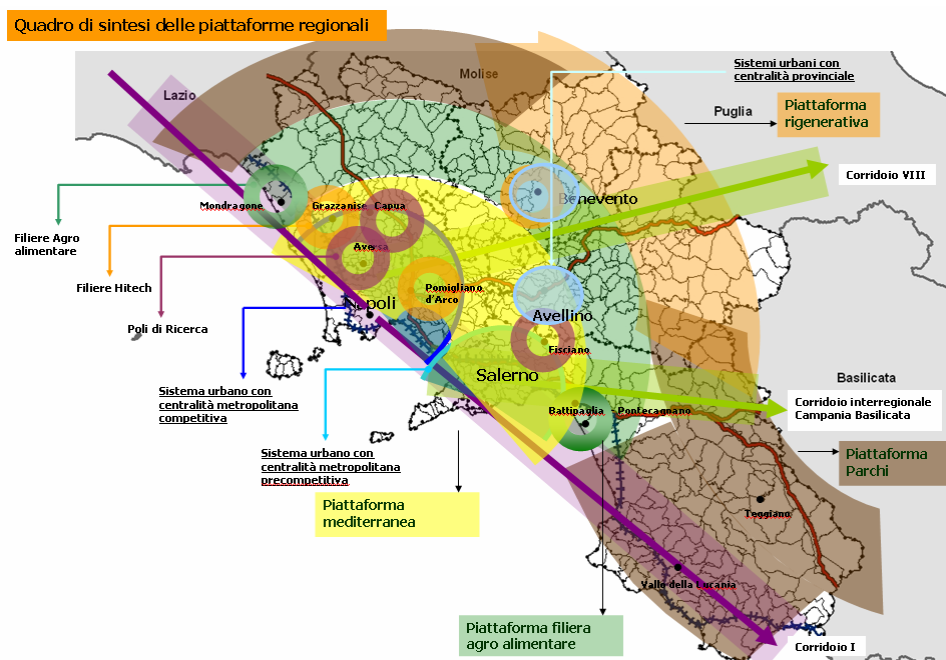 Quadro di sintesi delle piattaforme regionali
Sistemi urbani con
centralità provinciale
Molise
Lazio
Puglia
Piattaforma
rigenerativa
Corridoio VIII
Mondragone
Grazzanise
Capua
Benevento
Filiere Agro
alimentare
Aversa
Filiere Hitech
Pomigliano
d'Arco
Napoli
Avellino
Poli di Ricerca
Fisciano
Salerno
Basilicata
Sistema urbano con
centralità metropolitana
competitiva
Corridoio interregionale
Campania Basilicata
Battipaglia
Pontecagnano
Sistema urbano con
centralità metropolitana
precompetitiva
Piattaforma
Parchi
Piattaforma
mediterranea
Teggiano
Vallo della Lucania
Piattaforma filiera
agro alimentare
Corridoio I